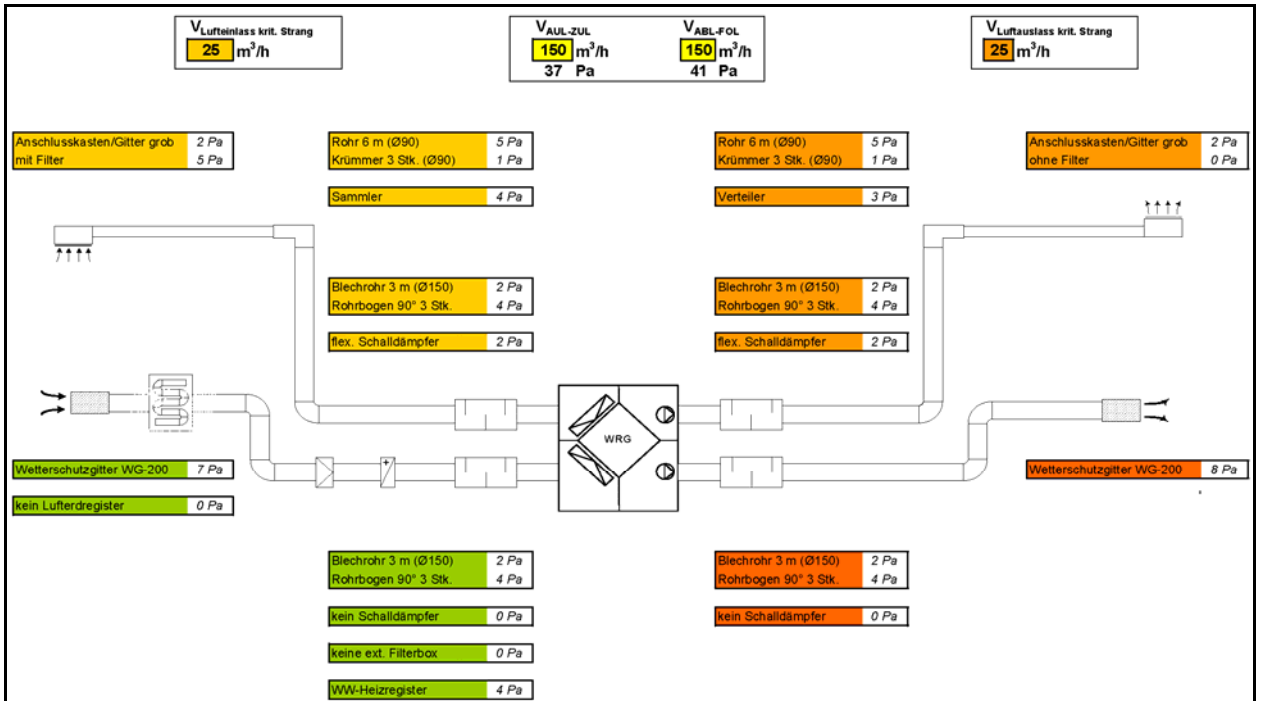 VLufteinlass krit. Strang
25 m³/h
VAUL-ZUL VABL-FOL
150 m³/h 150 m³/h
37 Pa 41 Pa
VLuftauslass krit. Strang
25 m³/h
Anschlusskasten/Gitter grob 2 Pa
mit Filter 5 Pa
Rohr 6 m (Ø90) 5 Pa
Krümmer 3 Stk. (Ø90) 1 Pa
Sammler 4 Pa
Rohr 6 m (Ø90) 5 Pa
Krümmer 3 Stk. (Ø90) 1 Pa
Verteiler 3 Pa
Anschlusskasten/Gitter grob 2 Pa
ohne Filter 0 Pa
Blechrohr 3 m (Ø150) 2 Pa
Rohrbogen 90° 3 Stk. 4 Pa
flex. Schalldämpfer 2 Pa
Blechrohr 3 m (Ø150) 2 Pa
Rohrbogen 90° 3 Stk. 4 Pa
flex. Schalldämpfer 2 Pa
WRG
+
Wetterschutzgitter WG-200 7 Pa
kein Lufterdregister 0 Pa
Wetterschutzgitter WG-200 8 Pa
Blechrohr 3 m (Ø150) 2 Pa
Rohrbogen 90° 3 Stk. 4 Pa
kein Schalldämpfer 0 Pa
keine ext. Filterbox 0 Pa
WW-Heizregister 4 Pa
Blechrohr 3 m (Ø150) 2 Pa
Rohrbogen 90° 3 Stk. 4 Pa
kein Schalldämpfer 0 Pa